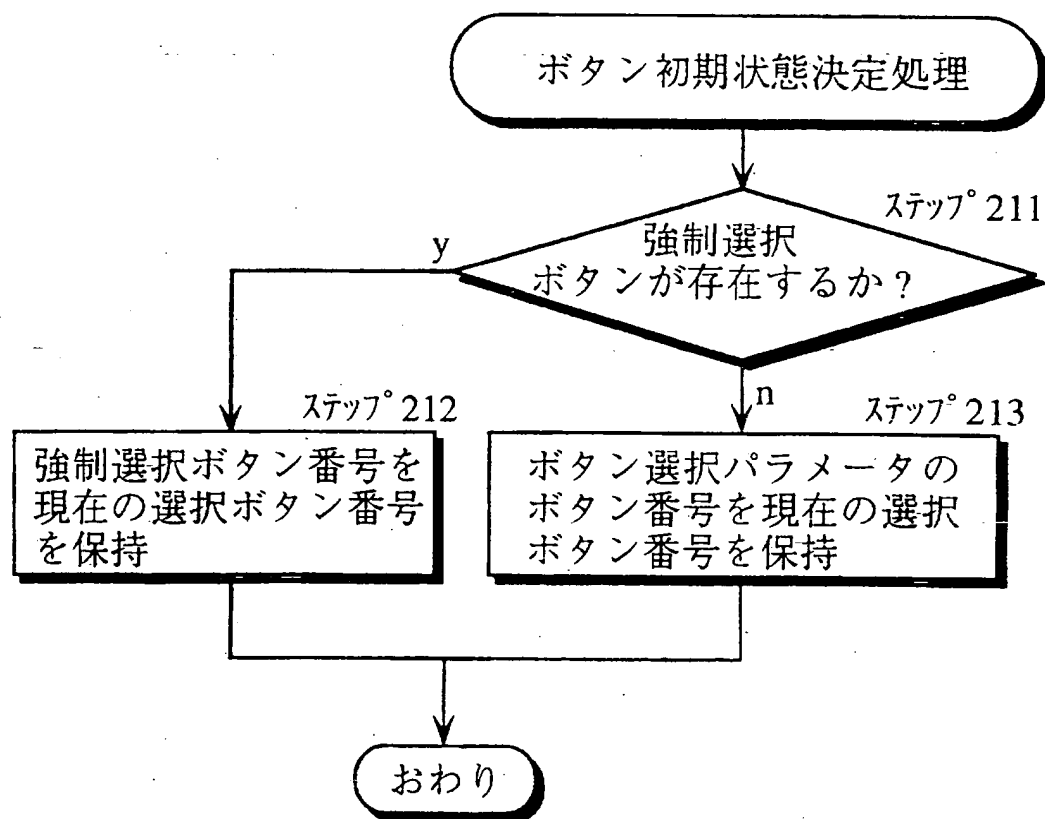 ボタン初期状態決定処理
ステップ211
強制選択
ボタンが存在するか？
y
n
ステップ212
強制選択ボタン番号を
現在の選択ボタン番号
を保持
ステップ213
ボタン選択パラメータの
ボタン番号を現在の選択
ボタン番号を保持
おわり